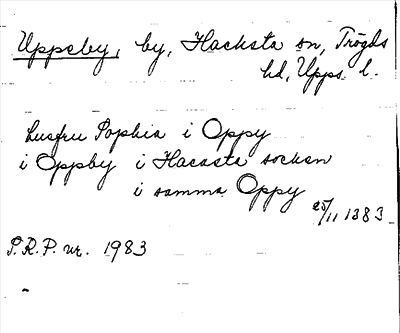 Uppeby, by, Hacksta sn, Trögds
hd, Upps. l.
husfru Sophia i Oppy
i Oppby i Hacasta socken
i samma Oppy
25/11 1383
S.R.P. nr. 1983